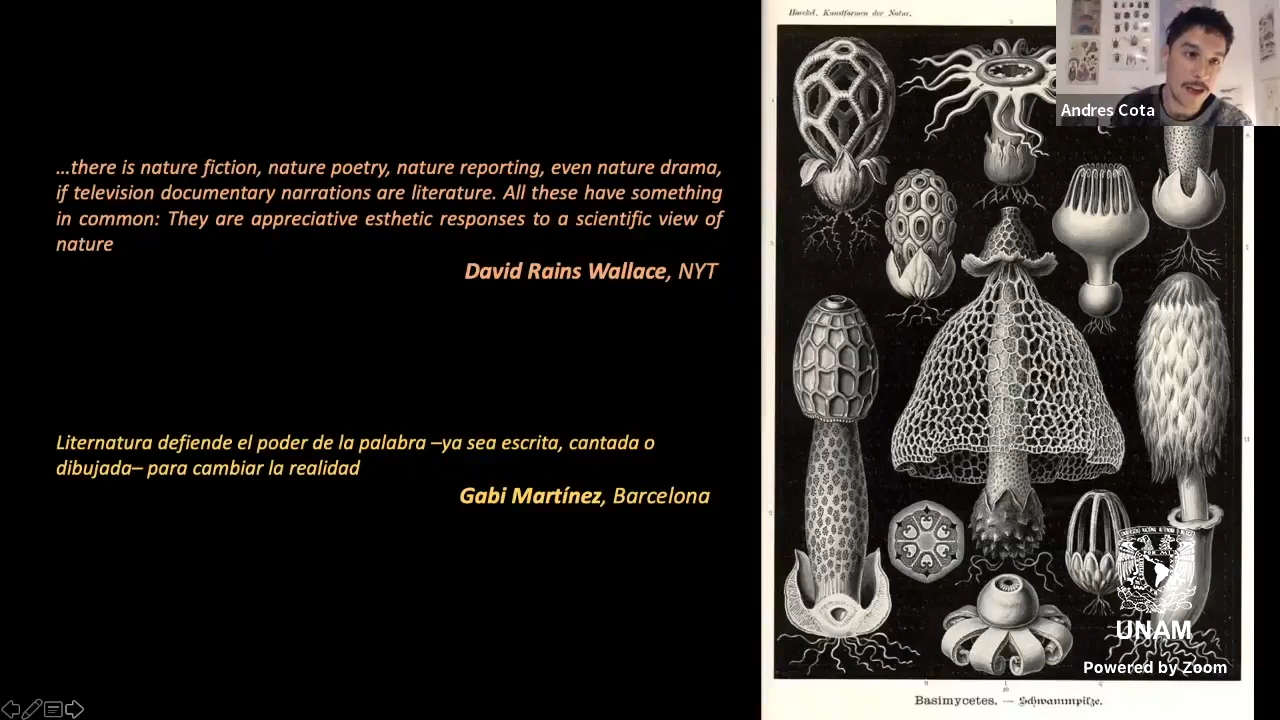 Haeckel, Kunstformen der Natur.
Andres Cota
…there is nature fiction, nature poetry, nature reporting, even nature drama,
if television documentary narrations are literature. All these have something
in common: They are appreciative esthetic responses to a scientific view of
nature
David Rains Wallace, NYT
Liternatura defiende el poder de la palabra –ya sea escrita, cantada o
dibujada– para cambiar la realidad
Gabi Martínez, Barcelona
UNAM
Powered by Zoom
Basimycetes. — Schwammpilze.